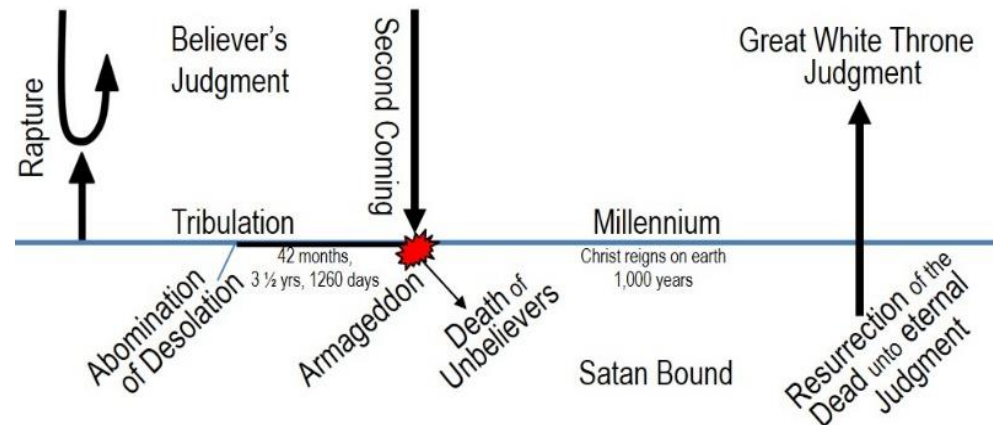 Rapture
Believer's
Judgment
Second Coming
Great White Throne
Judgment
Tribulation
42 months,
3 ½ yrs, 1260 days
Abomination
of Desolation
Armageddon
Death of
Unbelievers
Millennium
Christ reigns on earth
1,000 years
Satan Bound
Resurrection of the
Dead unto eternal
Judgment